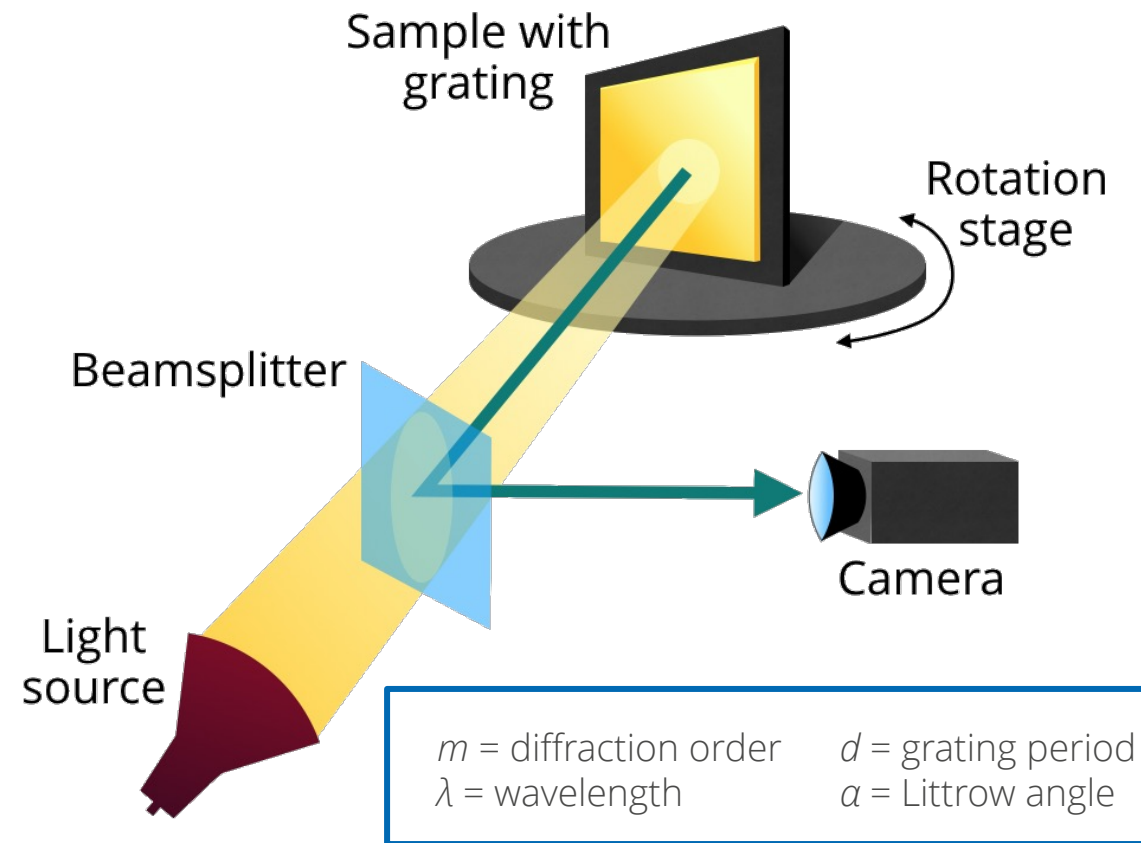 Sample with
grating
Rotation
stage
Beamsplitter
Camera
Light
source
m = diffraction order d = grating period
λ = wavelength α = Littrow angle